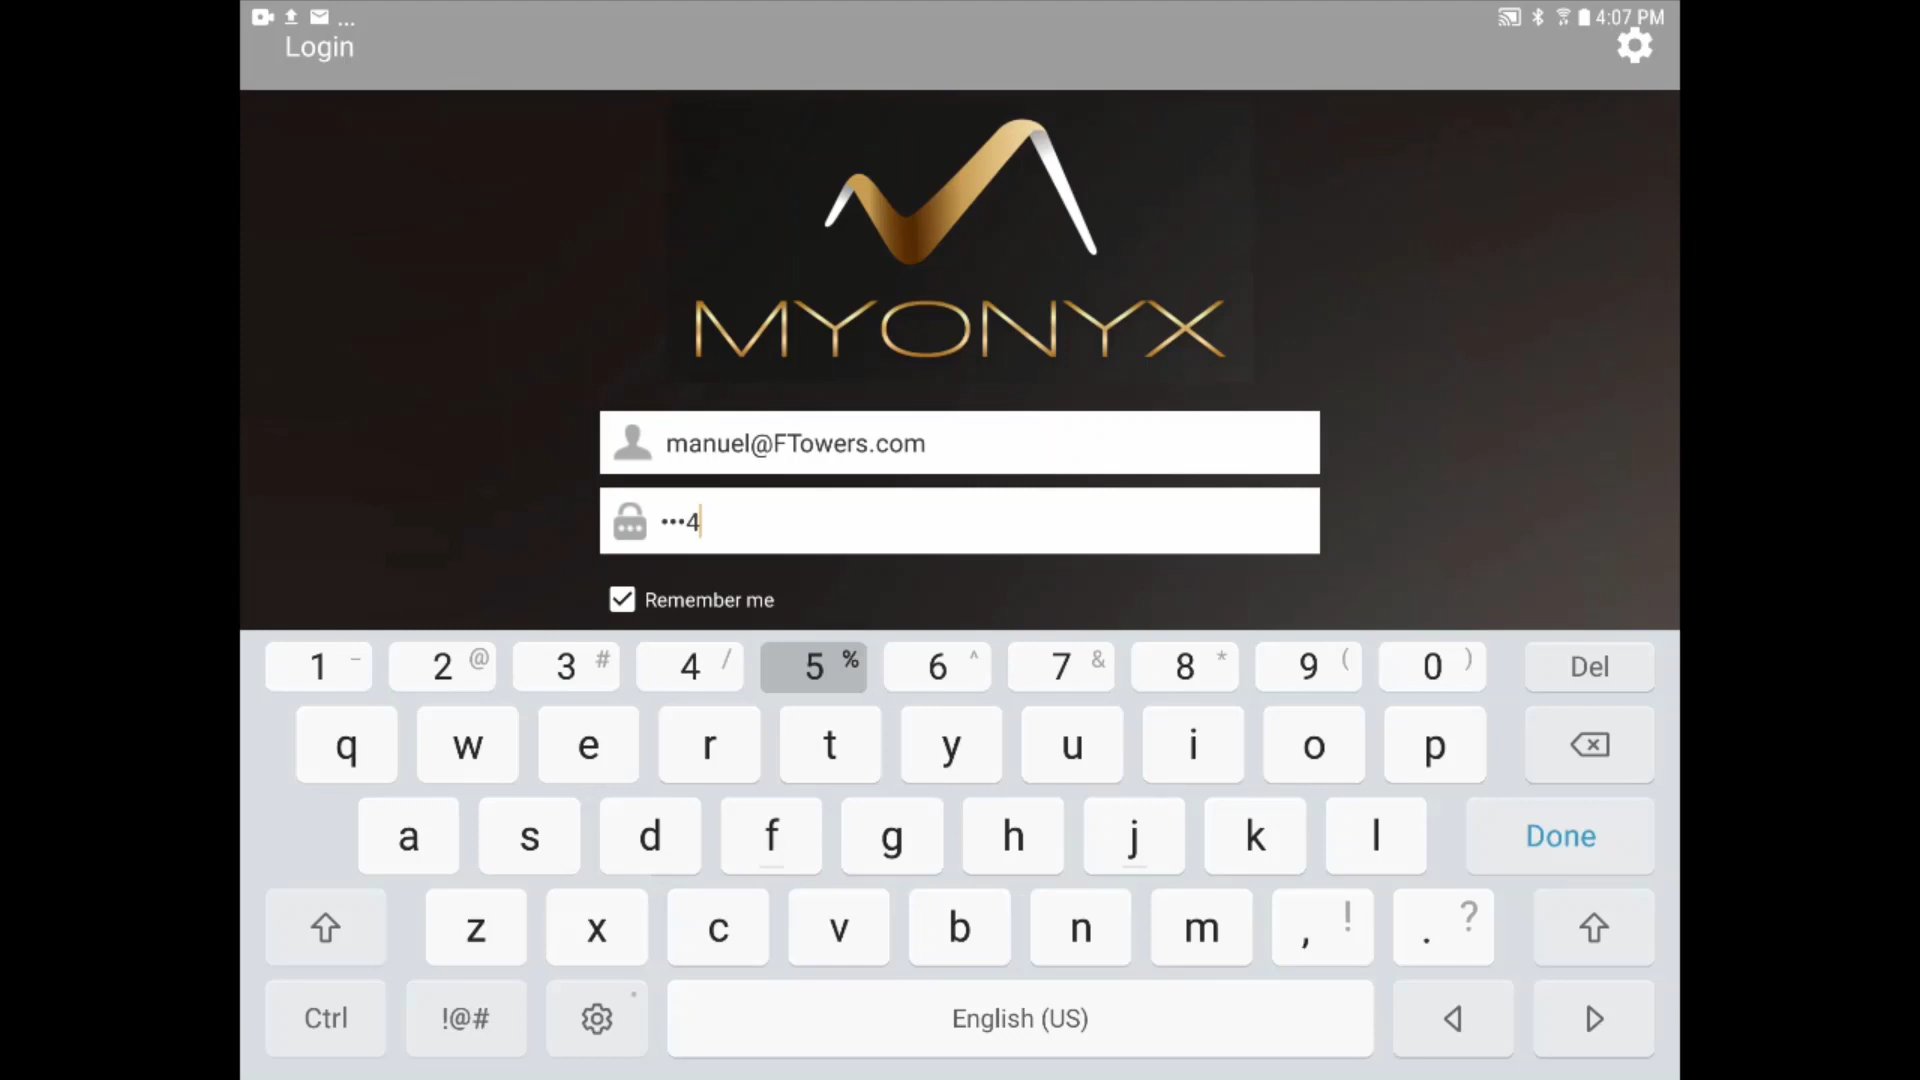 ... 4:07 PM
Login
MYONYX
manuel@FTowers.com
•••4
Remember me
1 - 2 @ 3 # 4 / 5 % 6 ^ 7 & 8 * 9 ( 0 ) Del
q w e r t y u i o p
a s d f g h j k l Done
z x c v b n m , ! . ?
Ctrl !@# English (US)